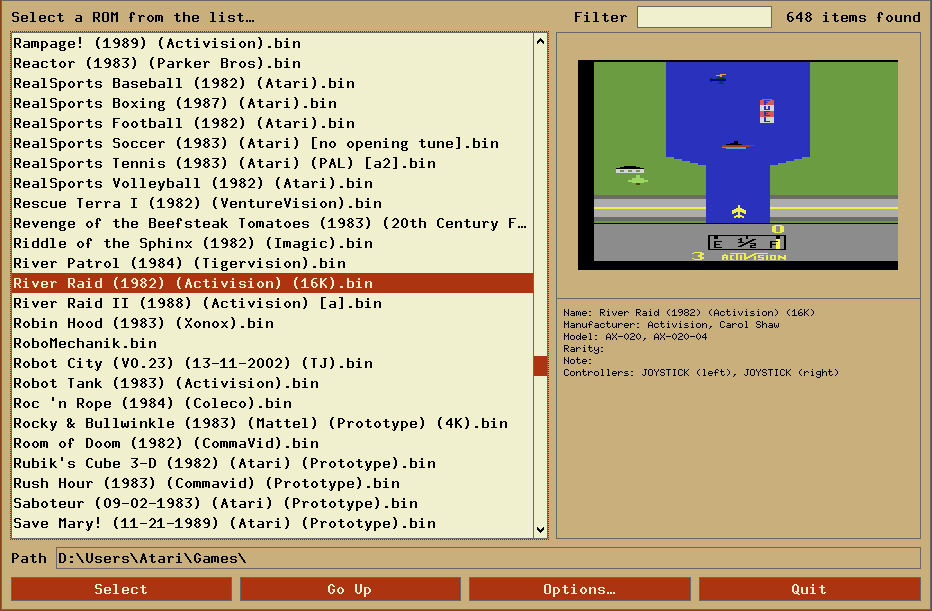 Select a ROM from the list… Filter 648 items found
Rampage! (1989) (Activision).bin
Reactor (1983) (Parker Bros).bin
RealSports Baseball (1982) (Atari).bin
RealSports Boxing (1987) (Atari).bin
RealSports Football (1982) (Atari).bin
RealSports Soccer (1983) (Atari) [no opening tune].bin
RealSports Tennis (1983) (Atari) (PAL) [a2].bin
RealSports Volleyball (1982) (Atari).bin
Rescue Terra I (1982) (VentureVision).bin
Revenge of the Beefsteak Tomatoes (1983) (20th Century F…
Riddle of the Sphinx (1982) (Imagic).bin
River Patrol (1984) (Tigervision).bin
River Raid (1982) (Activision) (16K).bin
River Raid II (1988) (Activision) [a].bin
Robin Hood (1983) (Xonox).bin
RoboMechanik.bin
Robot City (V0.23) (13-11-2002) (TJ).bin
Robot Tank (1983) (Activision).bin
Roc 'n Rope (1984) (Coleco).bin
Rocky & Bullwinkle (1983) (Mattel) (Prototype) (4K).bin
Room of Doom (1982) (CommaVid).bin
Rubik's Cube 3-D (1982) (Atari) (Prototype).bin
Rush Hour (1983) (Commavid) (Prototype).bin
Saboteur (09-02-1983) (Atari) (Prototype).bin
Save Mary! (11-21-1989) (Atari) (Prototype).bin
FUEL
0
E ½ F
3 ACTIVISION
Name: River Raid (1982) (Activision) (16K)
Manufacturer: Activision, Carol Shaw
Model: AX-020, AX-020-04
Rarity:
Note:
Controllers: JOYSTICK (left), JOYSTICK (right)
Path D:\Users\Atari\Games\
Select Go Up Options… Quit